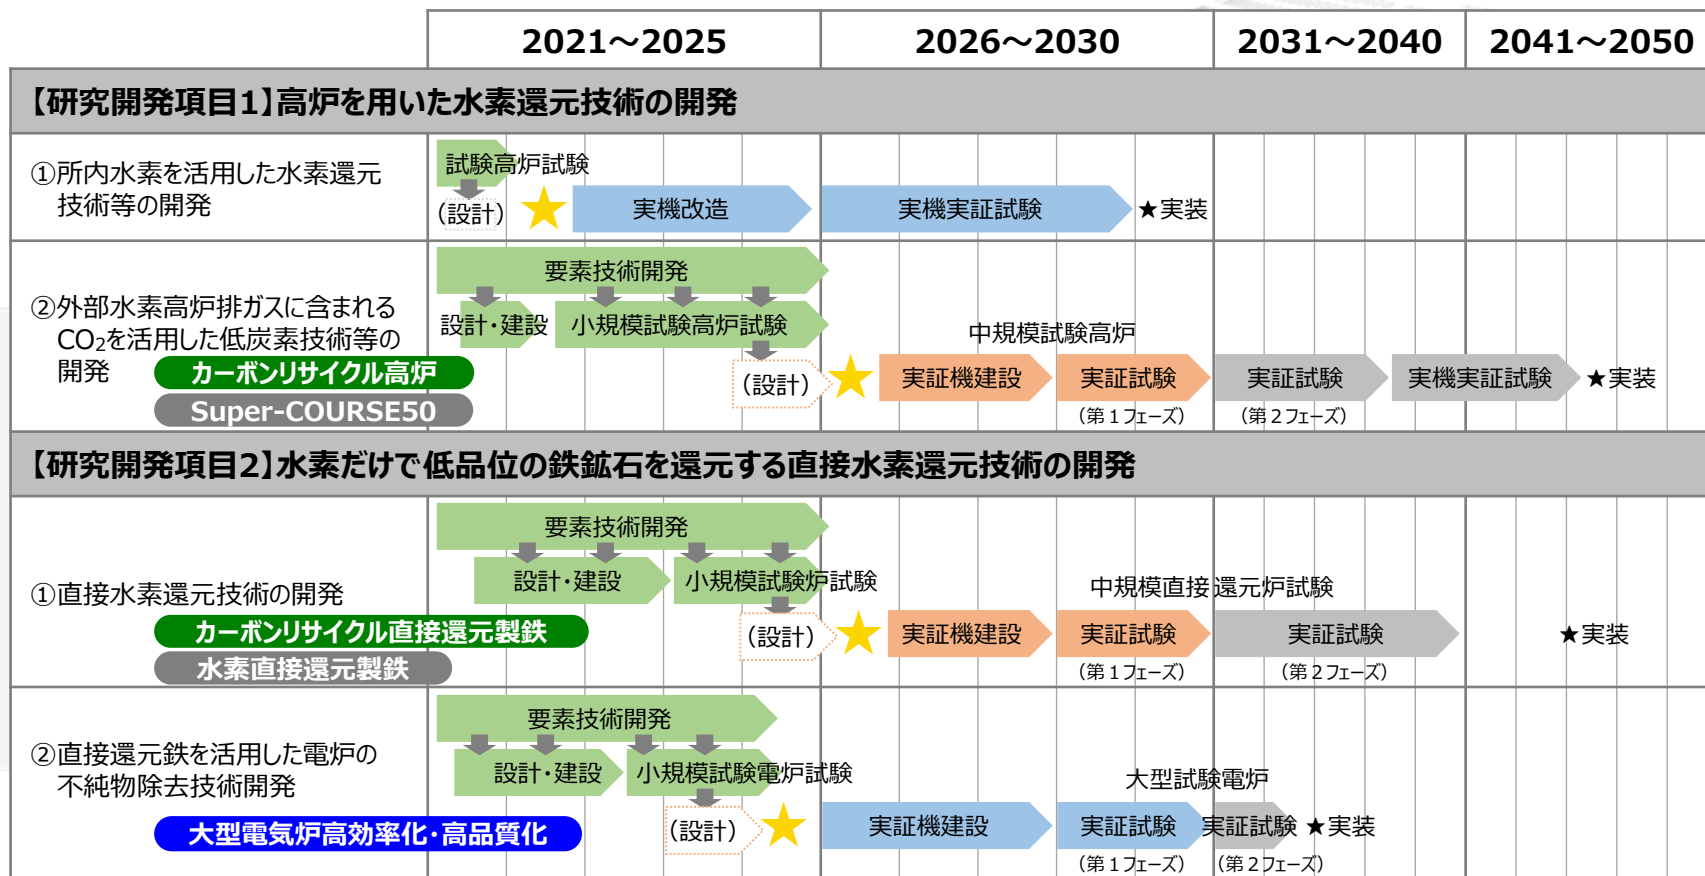 2021～2025
2026～2030
2031～2040
2041～2050
【研究開発項目1】高炉を用いた水素還元技術の開発
①所内水素を活用した水素還元
技術等の開発
試験高炉試験
（設計）
実機改造
実機実証試験
★実装
②外部水素高炉排ガスに含まれる
CO₂を活用した低炭素技術等の
開発
カーボンリサイクル高炉
Super-COURSE50
要素技術開発
設計・建設
小規模試験高炉試験
（設計）
中規模試験高炉
実証機建設
実証試験
（第１フェーズ）
実証試験
（第２フェーズ）
実機実証試験
★実装
【研究開発項目2】水素だけで低品位の鉄鉱石を還元する直接水素還元技術の開発
①直接水素還元技術の開発
カーボンリサイクル直接還元製鉄
水素直接還元製鉄
要素技術開発
設計・建設
小規模試験炉試験
（設計）
中規模直接還元炉試験
実証機建設
実証試験
（第１フェーズ）
実証試験
（第２フェーズ）
★実装
②直接還元鉄を活用した電炉の
不純物除去技術開発
大型電気炉高効率化・高品質化
要素技術開発
設計・建設
小規模試験電炉試験
（設計）
大型試験電炉
実証機建設
実証試験
（第１フェーズ）
実証試験
（第２フェーズ）
★実装